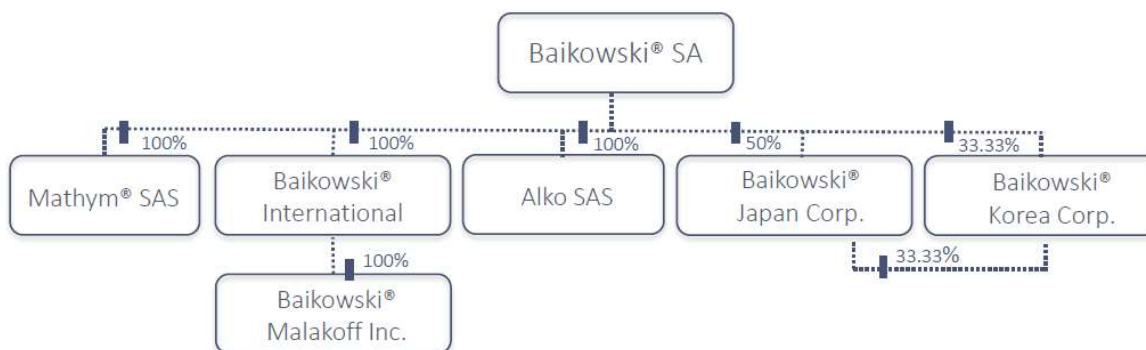 Baikowski® SA
100%
100%
100%
50%
33.33%
Mathym® SAS
Baikowski®
International
Alko SAS
Baikowski®
Japan Corp.
Baikowski®
Korea Corp.
100%
33.33%
Baikowski®
Malakoff Inc.